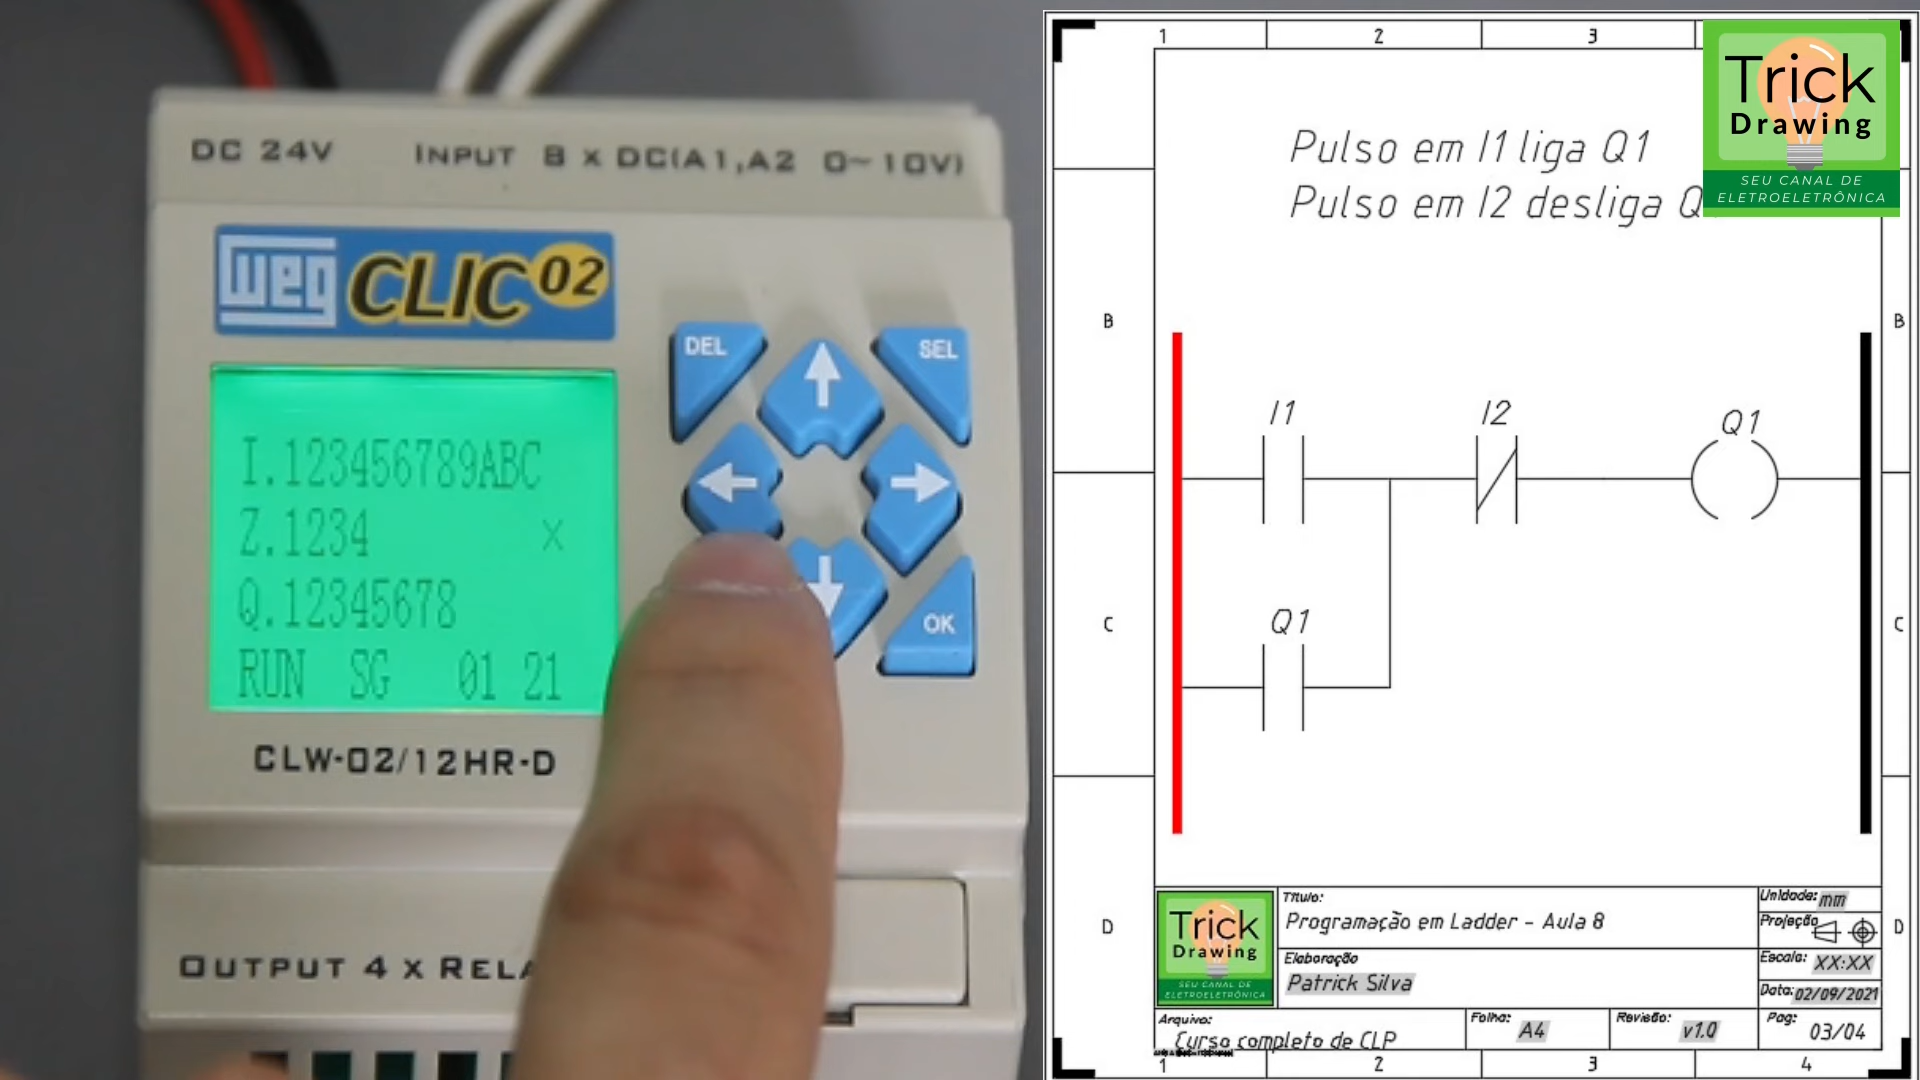 DC 24V INPUT 8 x DC(A1,A2 0~10V)
weg CLIC 02
DEL
SEL
I.123456789ABC
Z.1234 x
Q.12345678
RUN SG 01 21
OK
CLW-02/12HR-D
OUTPUT 4 x RELA
1 2 3
Trick
Drawing
SEU CANAL DE
ELETROELETRÔNICA
Pulso em I1 liga Q1
Pulso em I2 desliga Q
B B
I1 I2 Q1
Q1
C C
D D
Trick
Drawing
SEU CANAL DE
ELETROELETRÔNICA
Título:
Programação em Ladder - Aula 8
Elaboração
Patrick Silva
Unidade: mm
Projeção
Escala: XX:XX
Data: 02/09/2021
Arquivo:
Curso completo de CLP
Folha: A4
Revisão: v1.0
Pag: 03/04
1 2 3 4